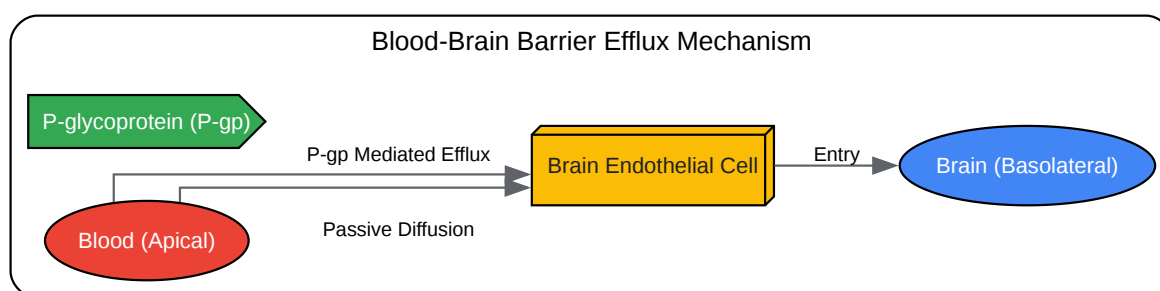 Blood-Brain Barrier Efflux Mechanism
P-glycoprotein (P-gp)
P-gp Mediated Efflux
Brain Endothelial Cell
Entry
Brain (Basolateral)
Passive Diffusion
Blood (Apical)